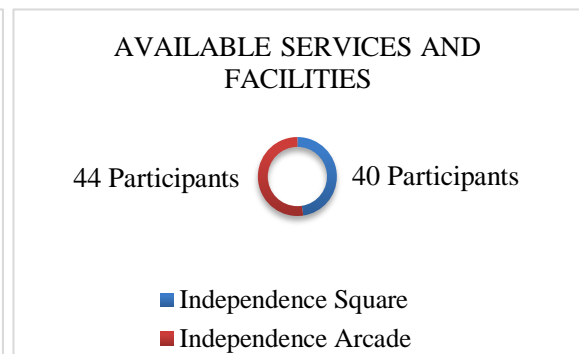 AVAILABLE SERVICES AND
FACILITIES
44 Participants
40 Participants
Independence Square
Independence Arcade